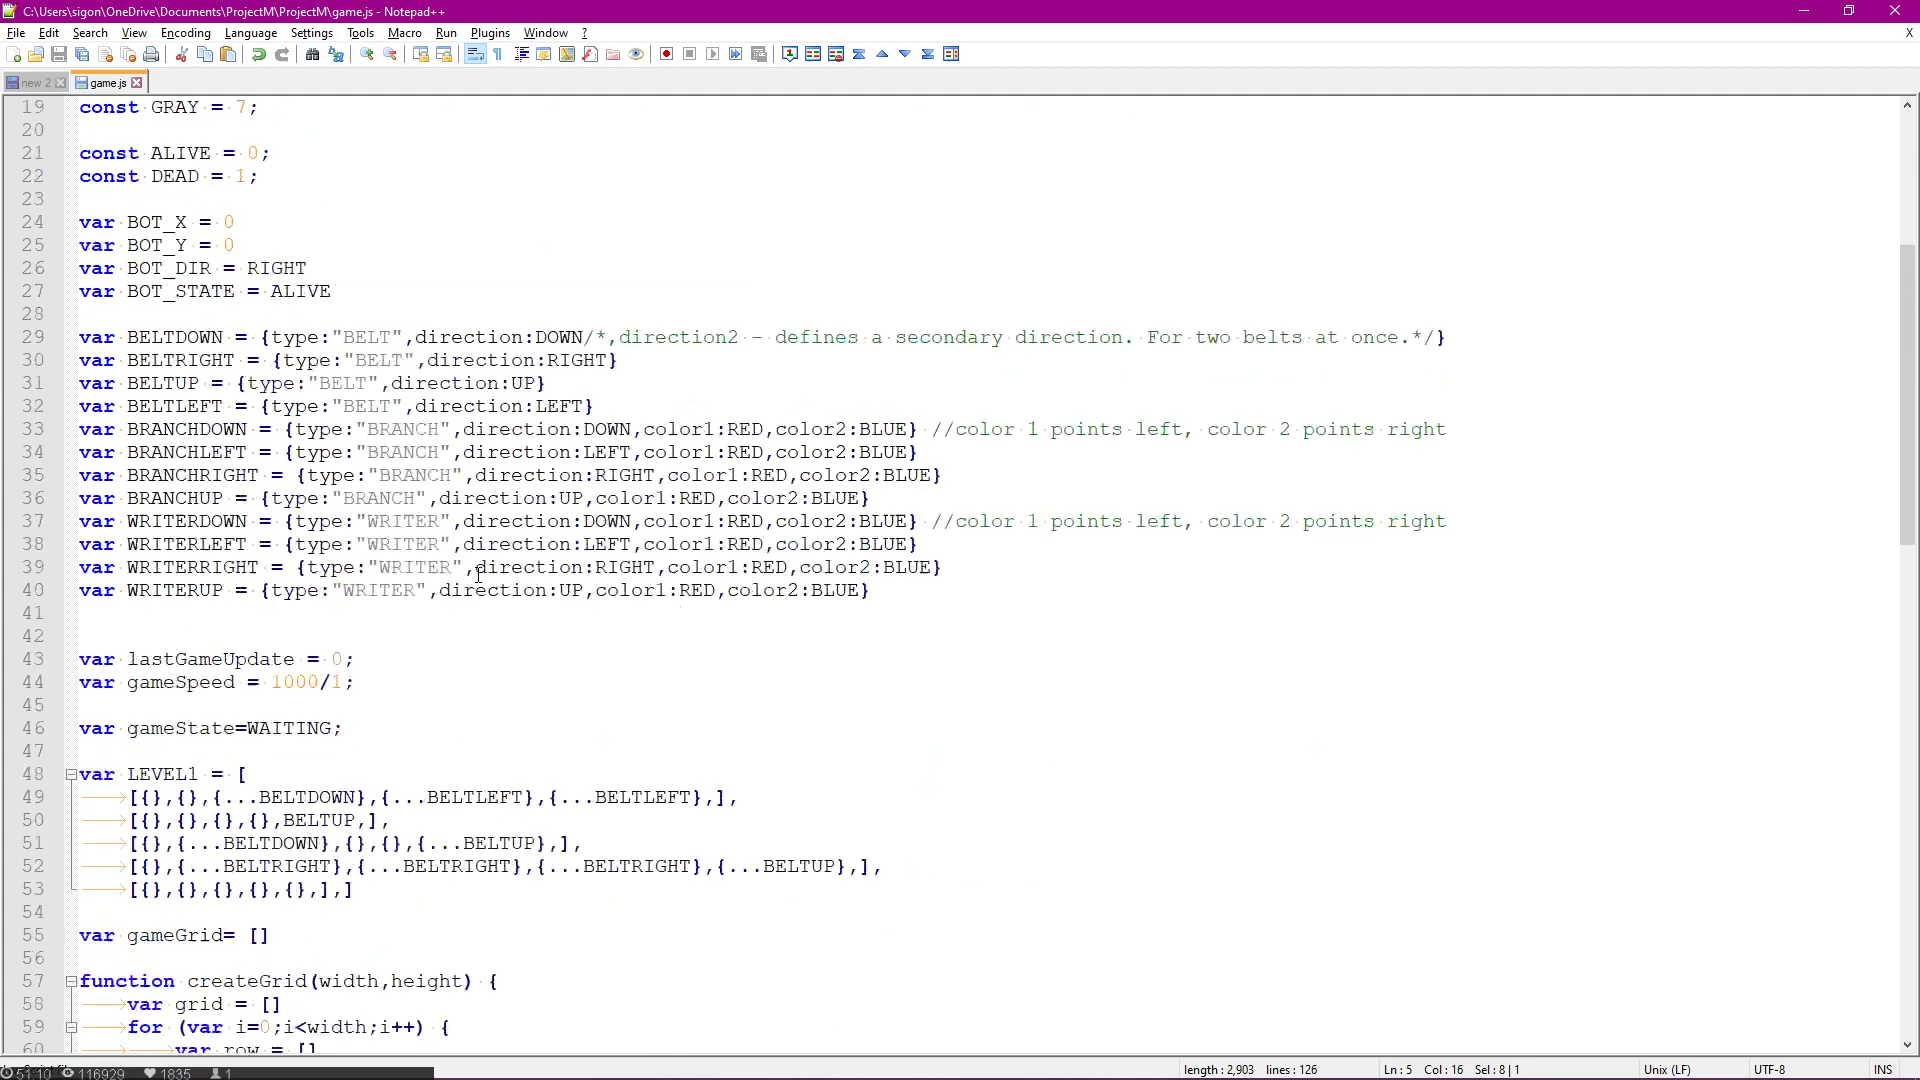 C:\Users\sigon\OneDrive\Documents\ProjectM\ProjectM\game.js - Notepad++
File Edit Search View Encoding Language Settings Tools Macro Run Plugins Window ? X
new 2 game.js
19 const GRAY = 7;
20
21 const ALIVE = 0;
22 const DEAD = 1;
23
24 var BOT_X = 0
25 var BOT_Y = 0
26 var BOT_DIR = RIGHT
27 var BOT_STATE = ALIVE
28
29 var BELTDOWN = {type:"BELT",direction:DOWN/*,direction2 - defines a secondary direction. For two belts at once.*/}
30 var BELTRIGHT = {type:"BELT",direction:RIGHT}
31 var BELTUP = {type:"BELT",direction:UP}
32 var BELTLEFT = {type:"BELT",direction:LEFT}
33 var BRANCHDOWN = {type:"BRANCH",direction:DOWN,color1:RED,color2:BLUE} //color 1 points left, color 2 points right
34 var BRANCHLEFT = {type:"BRANCH",direction:LEFT,color1:RED,color2:BLUE}
35 var BRANCHRIGHT = {type:"BRANCH",direction:RIGHT,color1:RED,color2:BLUE}
36 var BRANCHUP = {type:"BRANCH",direction:UP,color1:RED,color2:BLUE}
37 var WRITERDOWN = {type:"WRITER",direction:DOWN,color1:RED,color2:BLUE} //color 1 points left, color 2 points right
38 var WRITERLEFT = {type:"WRITER",direction:LEFT,color1:RED,color2:BLUE}
39 var WRITERRIGHT = {type:"WRITER",direction:RIGHT,color1:RED,color2:BLUE}
40 var WRITERUP = {type:"WRITER",direction:UP,color1:RED,color2:BLUE}
41
42
43 var lastGameUpdate = 0;
44 var gameSpeed = 1000/1;
45
46 var gameState=WAITING;
47
48 var LEVEL1 = [
49 [{},{},{...BELTDOWN},{...BELTLEFT},{...BELTLEFT},],
50 [{},{},{},{},BELTUP,],
51 [{},{...BELTDOWN},{},{},{...BELTUP},],
52 [{},{...BELTRIGHT},{...BELTRIGHT},{...BELTRIGHT},{...BELTUP},],
53 [{},{},{},{},{},],]
54
55 var gameGrid= []
56
57 function createGrid(width,height) {
58 var grid = []
59 for (var i=0;i<width;i++) {
60 var row = []
51:10 116929 1835 1 length : 2,903 lines : 126 Ln : 5 Col : 16 Sel : 8 | 1 Unix (LF) UTF-8 INS